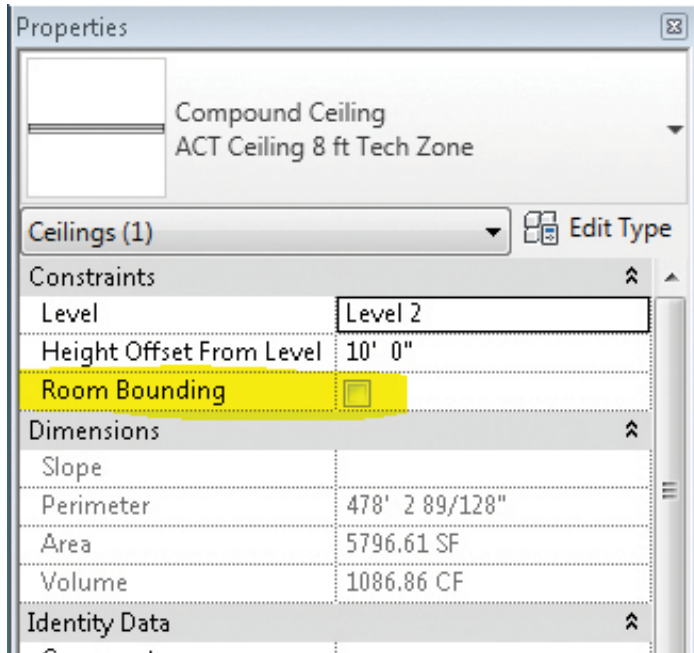 Properties
Compound Ceiling
ACT Ceiling 8 ft Tech Zone
Ceilings (1)
Edit Type
Constraints
Level Level 2
Height Offset From Level 10' 0"
Room Bounding
Dimensions
Slope
Perimeter 478' 2 89/128"
Area 5796.61 SF
Volume 1086.86 CF
Identity Data